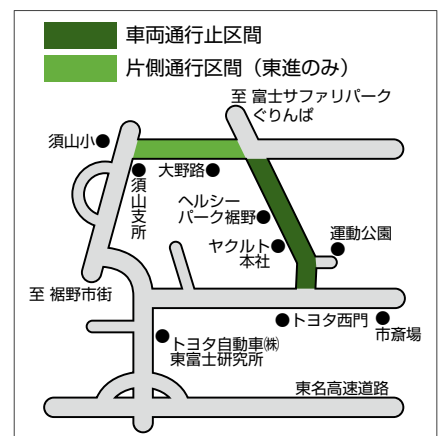 車両通行止区間
片側通行区間（東進のみ）
至 富士サファリパーク
ぐりんぱ
須山小
須山支所
大野路
ヘルシー
パーク裾野
ヤクルト
本社
運動公園
至 裾野市街
トヨタ西門
市斎場
トヨタ自動車㈱
東富士研究所
東名高速道路